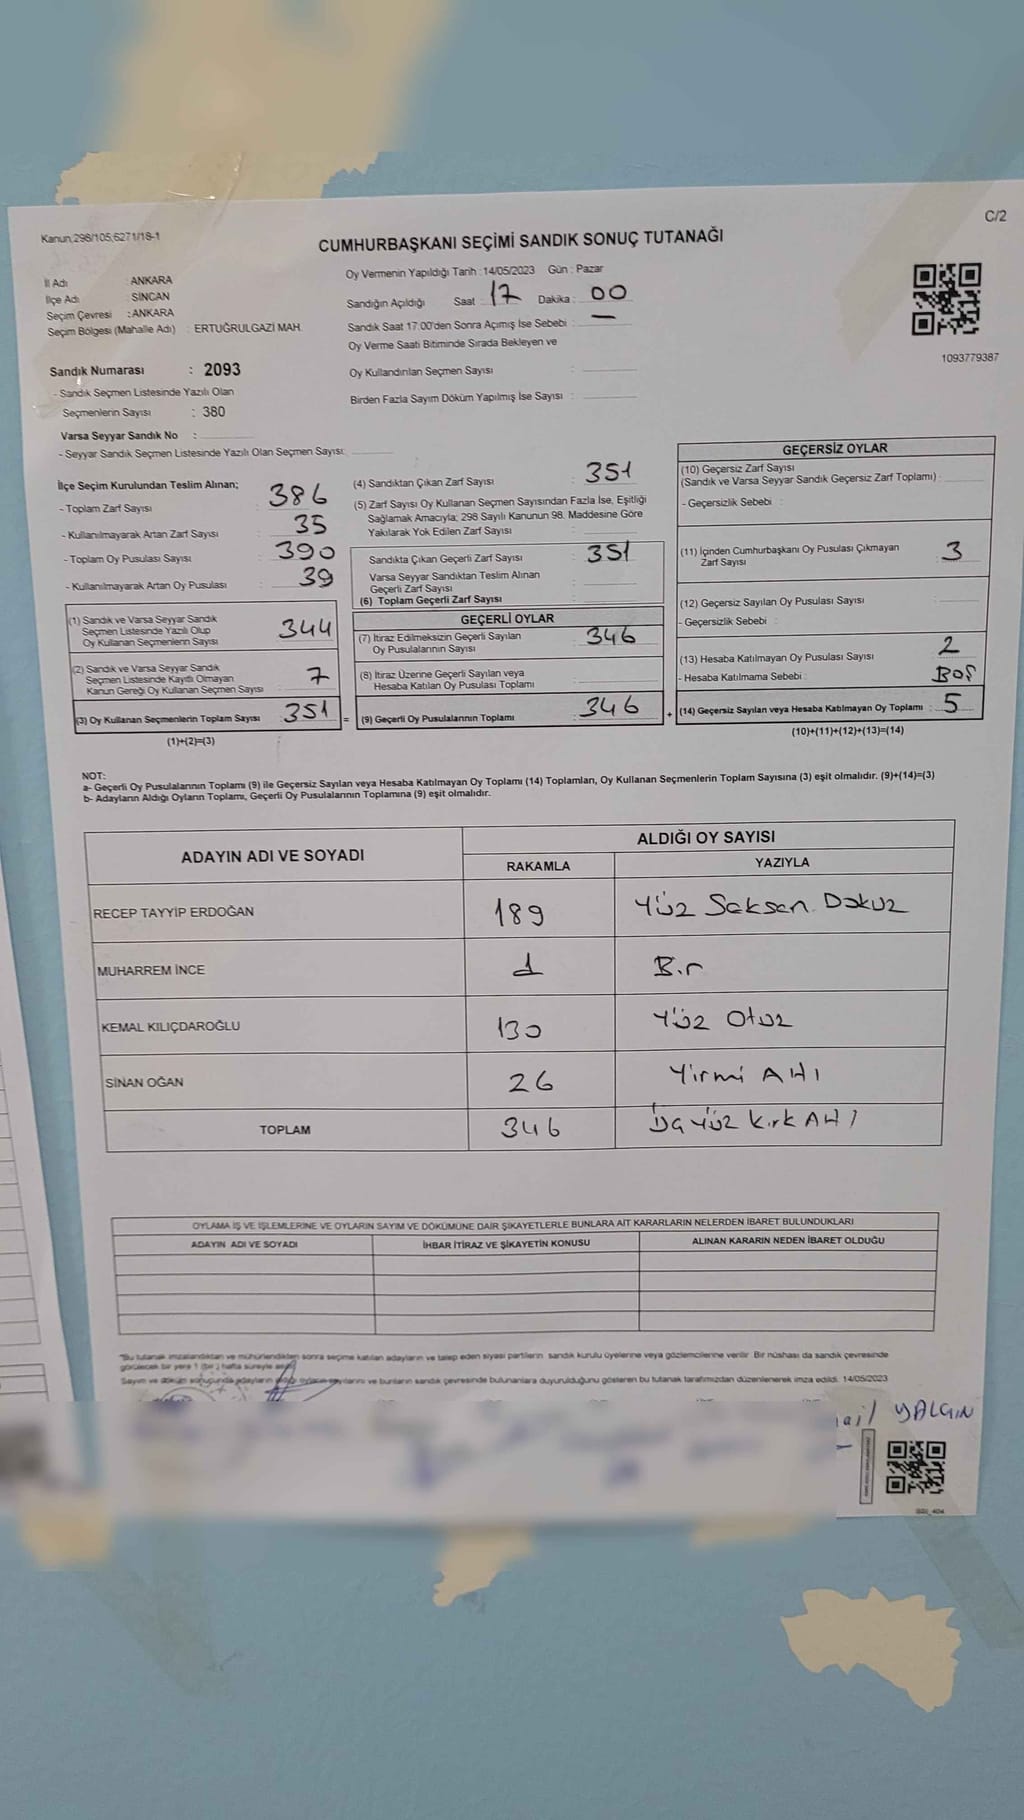 Kanun,298/105,6271/18-1
C/2
CUMHURBAŞKANI SEÇİMİ SANDIK SONUÇ TUTANAĞI
İl Adı : ANKARA
İlçe Adı : SİNCAN
Seçim Çevresi : ANKARA
Seçim Bölgesi (Mahalle Adı) : ERTUĞRULGAZİ MAH.
Oy Vermenin Yapıldığı Tarih : 14/05/2023 Gün : Pazar
Sandığın Açıldığı Saat : 17 Dakika : 00
Sandık Saat 17.00'den Sonra Açmış İse Sebebi : —
Oy Verme Saati Bitiminde Sırada Bekleyen ve
Oy Kullandırılan Seçmen Sayısı :
Birden Fazla Sayım Döküm Yapılmış İse Sayısı :
1093779387
Sandık Numarası : 2093
- Sandık Seçmen Listesinde Yazılı Olan
Seçmenlerin Sayısı : 380
Varsa Seyyar Sandık No :
- Seyyar Sandık Seçmen Listesinde Yazılı Olan Seçmen Sayısı:
İlçe Seçim Kurulundan Teslim Alınan;
- Toplam Zarf Sayısı : 386
- Kullanılmayarak Artan Zarf Sayısı : 35
- Toplam Oy Pusulası Sayısı : 390
- Kullanılmayarak Artan Oy Pusulası : 39
(1) Sandık ve Varsa Seyyar Sandık
Seçmen Listesinde Yazılı Olup
Oy Kullanan Seçmenlerin Sayısı : 344
(2) Sandık ve Varsa Seyyar Sandık
Seçmen Listesinde Kayıtlı Olmayan
Kanun Gereği Oy Kullanan Seçmen Sayısı : 7
(3) Oy Kullanan Seçmenlerin Toplam Sayısı : 351 =
(1)+(2)=(3)
(4) Sandıktan Çıkan Zarf Sayısı : 351
(5) Zarf Sayısı Oy Kullanan Seçmen Sayısından Fazla İse, Eşitliği
Sağlamak Amacıyla; 298 Sayılı Kanunun 98. Maddesine Göre
Yakılarak Yok Edilen Zarf Sayısı :
Sandıkta Çıkan Geçerli Zarf Sayısı : 351
Varsa Seyyar Sandıktan Teslim Alınan
Geçerli Zarf Sayısı :
(6) Toplam Geçerli Zarf Sayısı :
GEÇERLİ OYLAR
(7) İtiraz Edilmeksizin Geçerli Sayılan
Oy Pusulalarının Sayısı : 346
(8) İtiraz Üzerine Geçerli Sayılan veya
Hesaba Katılan Oy Pusulası Toplamı :
(9) Geçerli Oy Pusulalarının Toplamı : 346 +
GEÇERSİZ OYLAR
(10) Geçersiz Zarf Sayısı
(Sandık ve Varsa Seyyar Sandık Geçersiz Zarf Toplamı) :
- Geçersizlik Sebebi :
(11) İçinden Cumhurbaşkanı Oy Pusulası Çıkmayan
Zarf Sayısı : 3
(12) Geçersiz Sayılan Oy Pusulası Sayısı :
- Geçersizlik Sebebi :
(13) Hesaba Katılmayan Oy Pusulası Sayısı : 2
- Hesaba Katılmama Sebebi : BOŞ
(14) Geçersiz Sayılan veya Hesaba Katılmayan Oy Toplamı : 5
(10)+(11)+(12)+(13)=(14)
NOT:
a- Geçerli Oy Pusulalarının Toplamı (9) ile Geçersiz Sayılan veya Hesaba Katılmayan Oy Toplamı (14) Toplamları, Oy Kullanan Seçmenlerin Toplam Sayısına (3) eşit olmalıdır. (9)+(14)=(3)
b- Adayların Aldığı Oyların Toplamı, Geçerli Oy Pusulalarının Toplamına (9) eşit olmalıdır.
ADAYIN ADI VE SOYADI
ALDIĞI OY SAYISI
RAKAMLA YAZIYLA
RECEP TAYYİP ERDOĞAN 189 Yüz Seksen Dokuz
MUHARREM İNCE 1 Bir
KEMAL KILIÇDAROĞLU 130 Yüz Otuz
SİNAN OĞAN 26 Yirmi Altı
TOPLAM 346 Üç Yüz Kırk Altı
OYLAMA İŞ VE İŞLEMLERİNE VE OYLARIN SAYIM VE DÖKÜMÜNE DAİR ŞİKAYETLERLE BUNLARA AİT KARARLARIN NELERDEN İBARET BULUNDUKLARI
ADAYIN ADI VE SOYADI İHBAR İTİRAZ VE ŞİKAYETİN KONUSU ALINAN KARARIN NEDEN İBARET OLDUĞU
"Bu tutanak imzalandıktan ve mühürlendikten sonra seçime katılan adayların ve talep eden siyasi partilerin sandık kurulu üyelerine veya gözlemcilerine verilir. Bir nüshası da sandık çevresinde
görülecek bir yere 1 (bir) hafta süreyle asılır.
Sayım ve döküm sonucunda adayların aldığı oyların sayılarını ve bunların sandık çevresinde bulunanlara duyurulduğunu gösteren bu tutanak tarafımızdan düzenlenerek imza edildi. 14/05/2023
YALÇIN